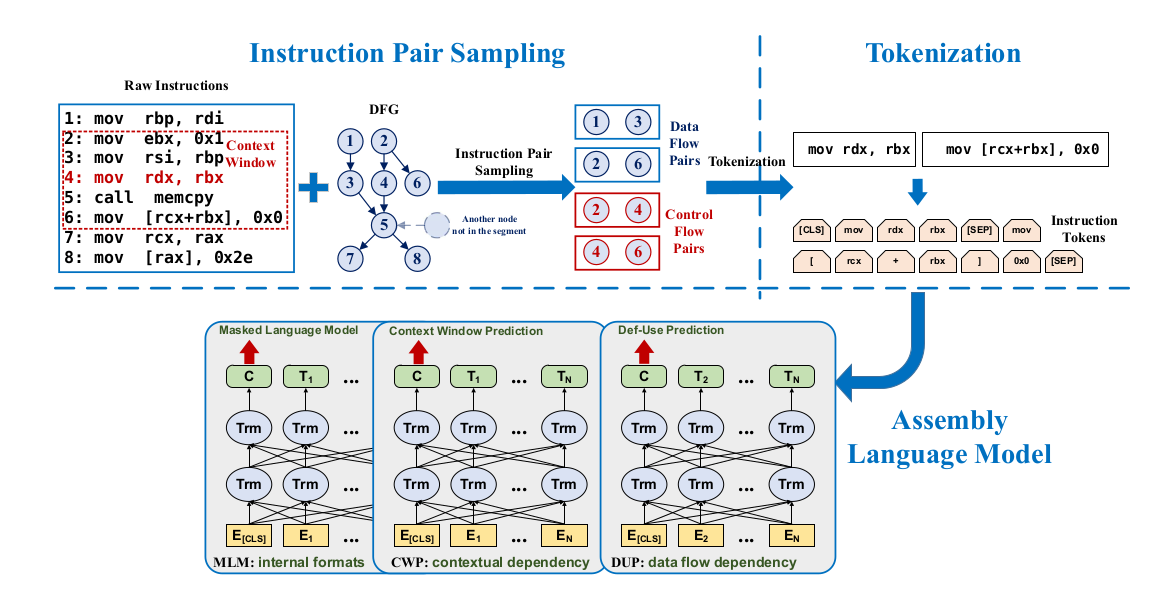 Instruction Pair Sampling
Tokenization
Raw Instructions
1: mov rbp, rdi
2: mov ebx, 0x1
3: mov rsi, rbp
4: mov rdx, rbx
5: call memcpy
6: mov [rcx+rbx], 0x0
7: mov rcx, rax
8: mov [rax], 0x2e
Context
Window
DFG
1 2
3 4 6
5
7 8
Another node
not in the segment
Instruction Pair
Sampling
1 3
2 6
2 4
4 6
Data
Flow
Pairs
Control
Flow
Pairs
Tokenization
mov rdx, rbx
mov [rcx+rbx], 0x0
[CLS] mov rdx rbx [SEP] mov
[ rcx + rbx ] 0x0 [SEP]
Instruction
Tokens
Masked Language Model
C T1 ...
Trm Trm ...
Trm Trm ...
E[CLS] E1 ...
MLM: internal formats
Context Window Prediction
C T1 ... TN
Trm Trm ... Trm
Trm Trm ... Trm
E[CLS] E1 ... EN
CWP: contextual dependency
Def-Use Prediction
C T2 ... TN
Trm Trm ... Trm
Trm Trm ... Trm
E[CLS] E2 ... EN
DUP: data flow dependency
Assembly
Language Model